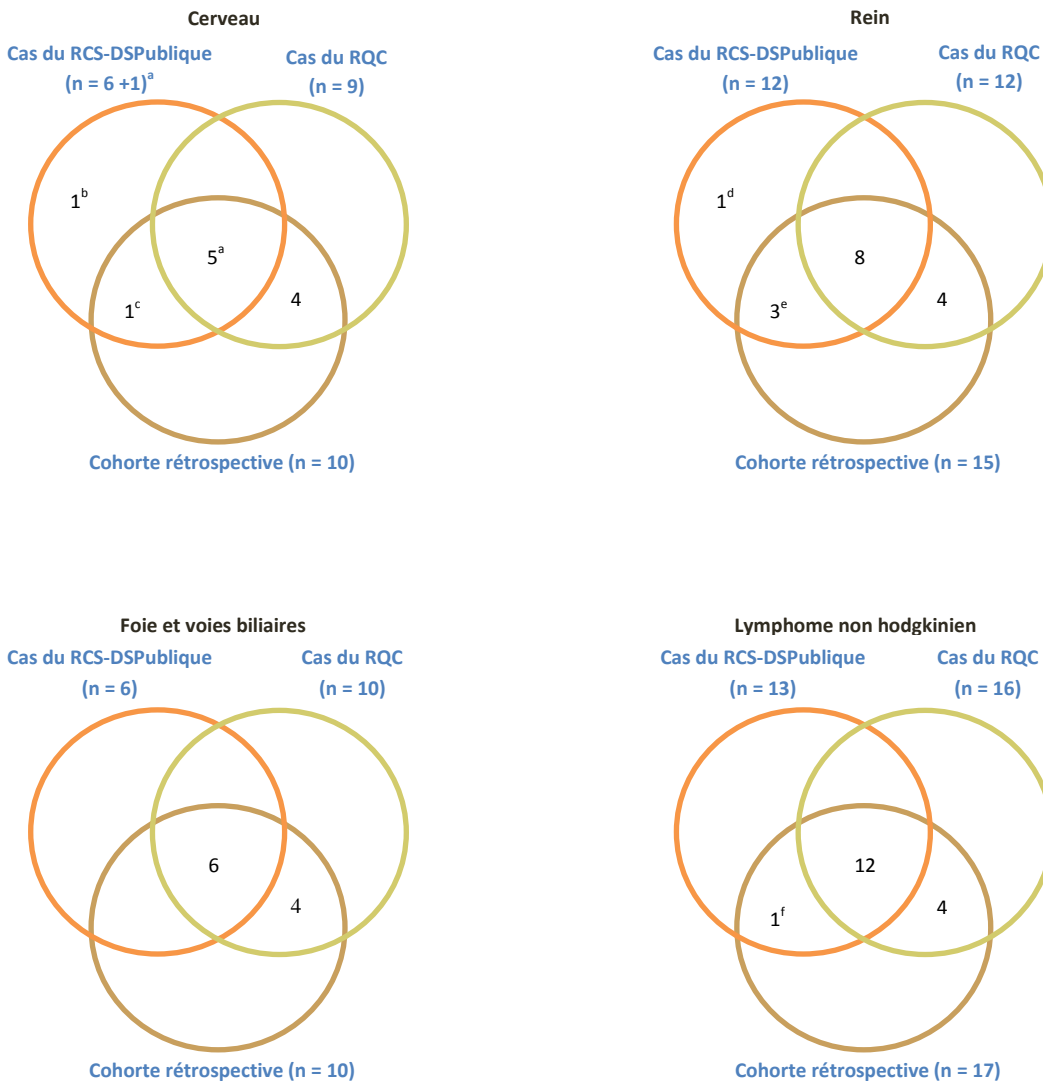 Cerveau
Cas du RCS-DSPublique
(n = 6 +1)ᵃ
Cas du RQC
(n = 9)
1ᵇ
5ᵃ
1ᶜ
4
Cohorte rétrospective (n = 10)
Rein
Cas du RCS-DSPublique
(n = 12)
Cas du RQC
(n = 12)
1ᵈ
8
3ᵉ
4
Cohorte rétrospective (n = 15)
Foie et voies biliaires
Cas du RCS-DSPublique
(n = 6)
Cas du RQC
(n = 10)
6
4
Cohorte rétrospective (n = 10)
Lymphome non hodgkinien
Cas du RCS-DSPublique
(n = 13)
Cas du RQC
(n = 16)
12
1ᶠ
4
Cohorte rétrospective (n = 17)